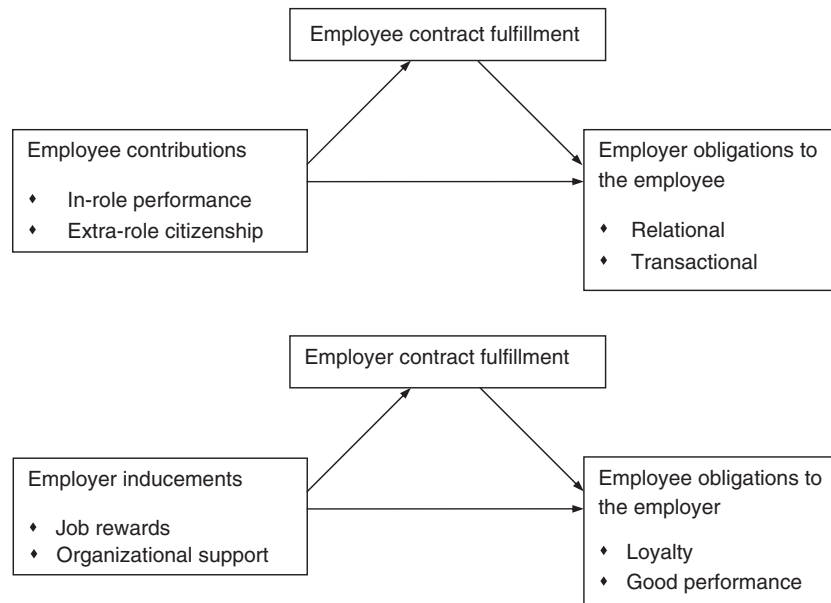 Employee contract fulfillment
Employee contributions
♦ In-role performance
♦ Extra-role citizenship
Employer obligations to
the employee
♦ Relational
♦ Transactional
Employer contract fulfillment
Employer inducements
♦ Job rewards
♦ Organizational support
Employee obligations to
the employer
♦ Loyalty
♦ Good performance